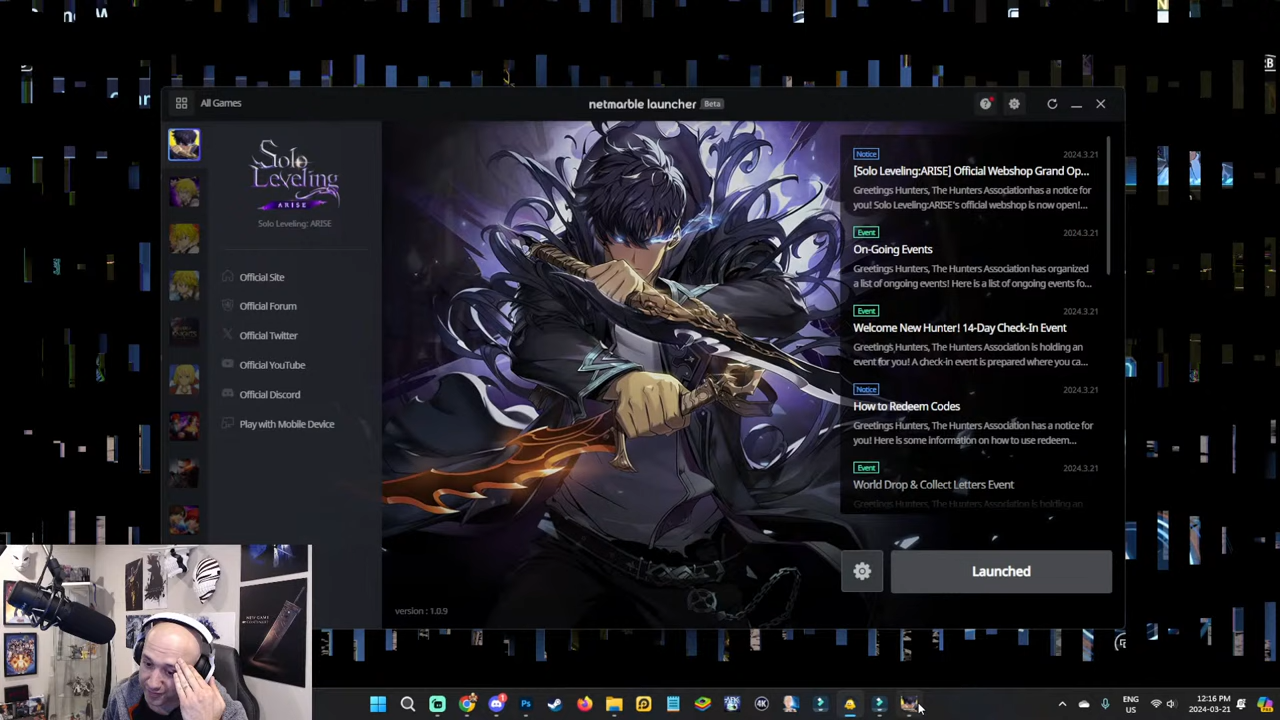 All Games
netmarble launcher Beta
Solo
Leveling
ARISE
Solo Leveling: ARISE
Official Site
Official Forum
Official Twitter
Official YouTube
Official Discord
Play with Mobile Device
version : 1.0.9
Notice
2024.3.21
[Solo Leveling:ARISE] Official Webshop Grand Op...
Greetings Hunters, The Hunters Associationhas a notice for
you! Solo Leveling:ARISE's official webshop is now open!...
Event
2024.3.21
On-Going Events
Greetings Hunters, The Hunters Association has organized
a list of ongoing events! Here is a list of ongoing events fo...
Event
2024.3.21
Welcome New Hunter! 14-Day Check-In Event
Greetings Hunters, The Hunters Association is holding an
event for you! A check-in event is prepared where you ca...
Notice
2024.3.21
How to Redeem Codes
Greetings Hunters, The Hunters Association has a notice for
you! Here is some information on how to use redeem...
Event
2024.3.21
World Drop & Collect Letters Event
Greetings Hunters, The Hunters Association is holding an
Launched
ENG
US
12:16 PM
2024-03-21